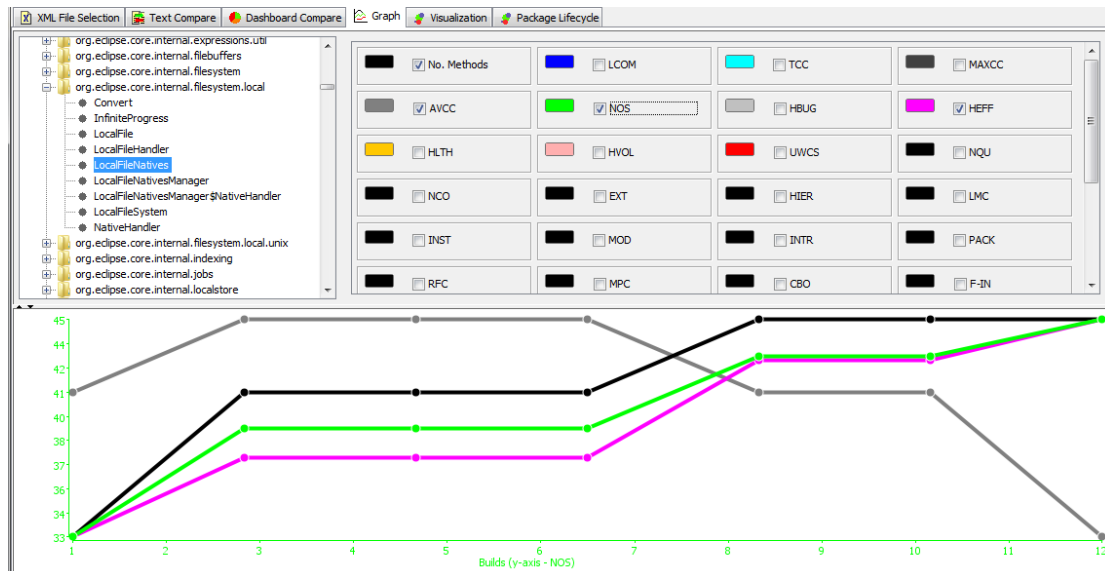 XML File Selection Text Compare Dashboard Compare Graph Visualization Package Lifecycle
org.eclipse.core.internal.expressions.util
org.eclipse.core.internal.filebuffers
org.eclipse.core.internal.filesystem
org.eclipse.core.internal.filesystem.local
Convert
InfiniteProgress
LocalFile
LocalFileHandler
LocalFileNatives
LocalFileNativesManager
LocalFileNativesManager$NativeHandler
LocalFileSystem
NativeHandler
org.eclipse.core.internal.filesystem.local.unix
org.eclipse.core.internal.indexing
org.eclipse.core.internal.jobs
org.eclipse.core.internal.localstore
No. Methods LCOM TCC MAXCC
AVCC NOS HBUG HEFF
HLTH HVOL UWCS NQU
NCO EXT HIER LMC
INST MOD INTR PACK
RFC MPC CBO F-IN
45
44
42
41
40
38
37
36
34
33
1 2 3 4 5 6 7 8 9 10 11 12
Builds (y-axis - NOS)